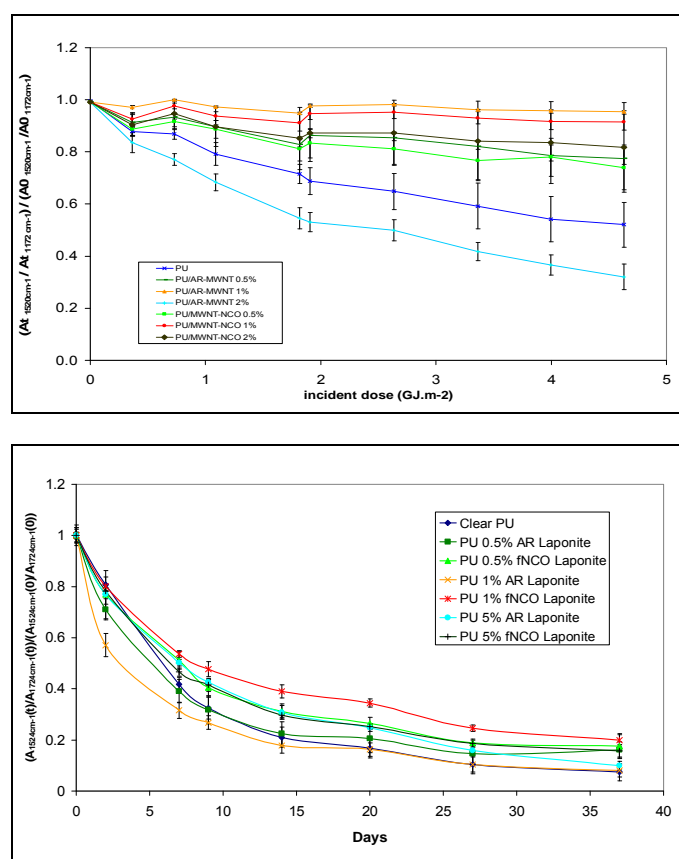 (At 1520cm-1 / At 1172cm-1) / (A0 1520cm-1 /A0 1172cm-1)
1.2
1.0
0.8
0.6
0.4
0.2
0.0
PU
PU/AR-MWNT 0.5%
PU/AR-MWNT 1%
PU/AR-MWNT 2%
PU/MWNT-NCO 0.5%
PU/MWNT-NCO 1%
PU/MWNT-NCO 2%
0 1 2 3 4 5
incident dose (GJ.m-2)
(A1524cm-1(t)/A1724cm-1(t)/(A1524cm-1(0)/A1724cm-1(0))
1.2
1
0.8
0.6
0.4
0.2
0
Clear PU
PU 0.5% AR Laponite
PU 0.5% fNCO Laponite
PU 1% AR Laponite
PU 1% fNCO Laponite
PU 5% AR Laponite
PU 5% fNCO Laponite
0 5 10 15 20 25 30 35 40
Days